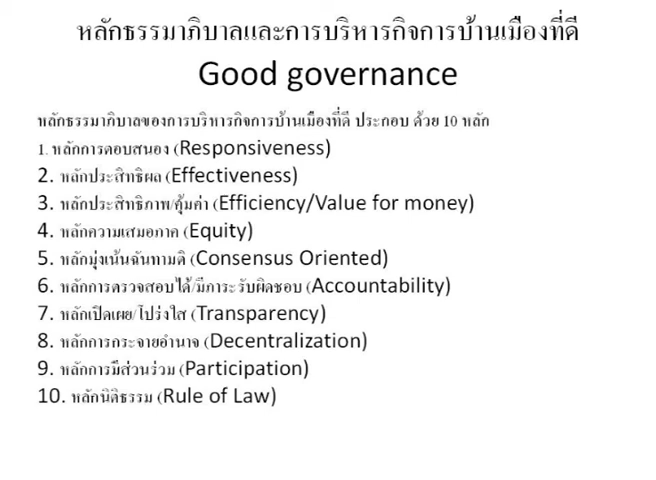 หลักธรรมาภิบาลและการบริหารกิจการบ้านเมืองที่ดี
Good governance
หลักธรรมาภิบาลของการบริหารกิจการบ้านเมืองที่ดี ประกอบ ด้วย 10 หลัก
1. หลักการตอบสนอง (Responsiveness)
2. หลักประสิทธิผล (Effectiveness)
3. หลักประสิทธิภาพ/คุ้มค่า (Efficiency/Value for money)
4. หลักความเสมอภาค (Equity)
5. หลักมุ่งเน้นฉันทามติ (Consensus Oriented)
6. หลักการตรวจสอบได้/มีภาระรับผิดชอบ (Accountability)
7. หลักเปิดเผย/โปร่งใส (Transparency)
8. หลักการกระจายอำนาจ (Decentralization)
9. หลักการมีส่วนร่วม (Participation)
10. หลักนิติธรรม (Rule of Law)